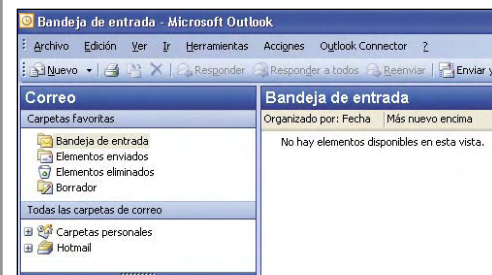 Bandeja de entrada - Microsoft Outlook
Archivo Edición Ver Ir Herramientas Acciones Outlook Connector ?
Nuevo Responder Responder a todos Reenviar Enviar y
Correo
Carpetas favoritas
Bandeja de entrada
Elementos enviados
Elementos eliminados
Borrador
Todas las carpetas de correo
Carpetas personales
Hotmail
Bandeja de entrada
Organizado por: Fecha Más nuevo encima
No hay elementos disponibles en esta vista.